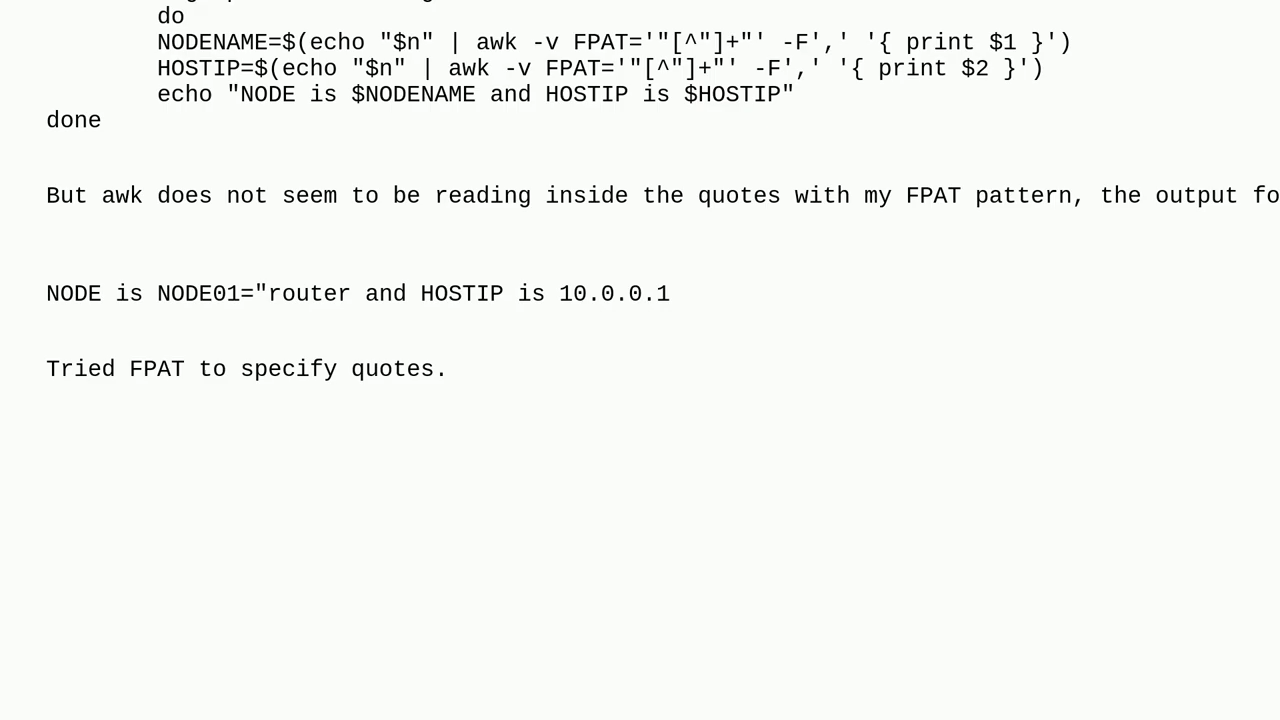 do
NODENAME=$(echo "$n" | awk -v FPAT='"[^"]+"' -F',' '{ print $1 }')
HOSTIP=$(echo "$n" | awk -v FPAT='"[^"]+"' -F',' '{ print $2 }')
echo "NODE is $NODENAME and HOSTIP is $HOSTIP"
done
But awk does not seem to be reading inside the quotes with my FPAT pattern, the output fo
NODE is NODE01="router and HOSTIP is 10.0.0.1
Tried FPAT to specify quotes.